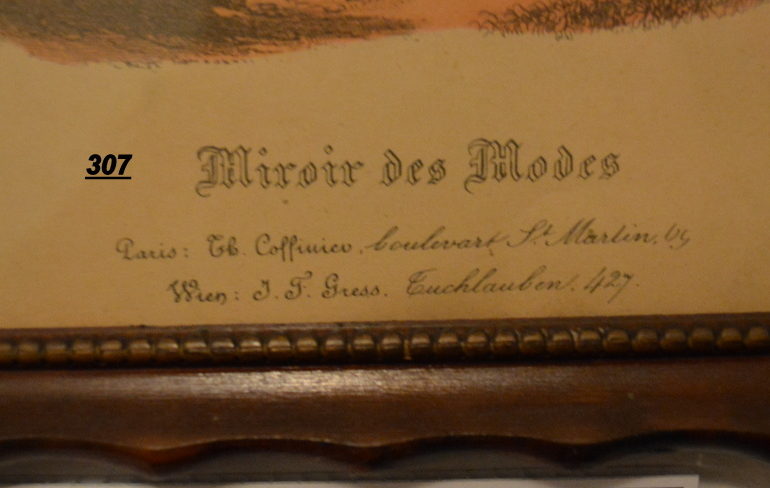 307
Miroir des Modes
Paris: Th. Coffinier, boulevart St Martin, 69
Wien: J. F. Gress. Tuchlauben, 427.